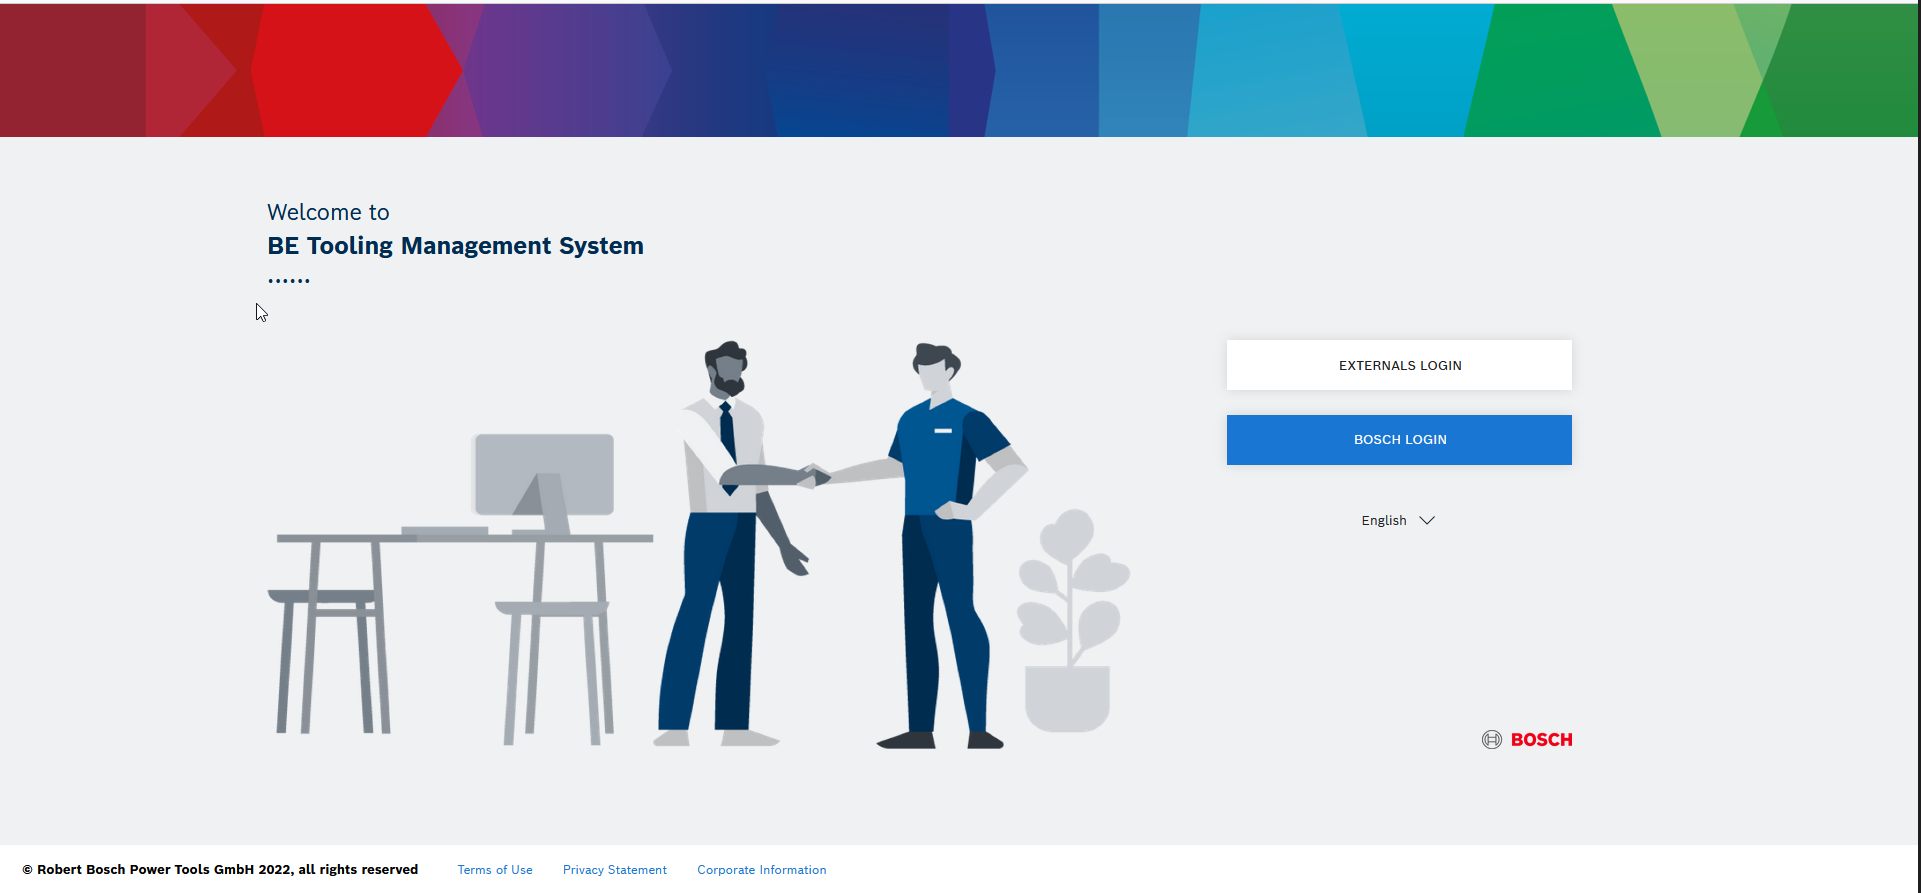 Welcome to
BE Tooling Management System
EXTERNALS LOGIN
BOSCH LOGIN
English
BOSCH
© Robert Bosch Power Tools GmbH 2022, all rights reserved
Terms of Use
Privacy Statement
Corporate Information